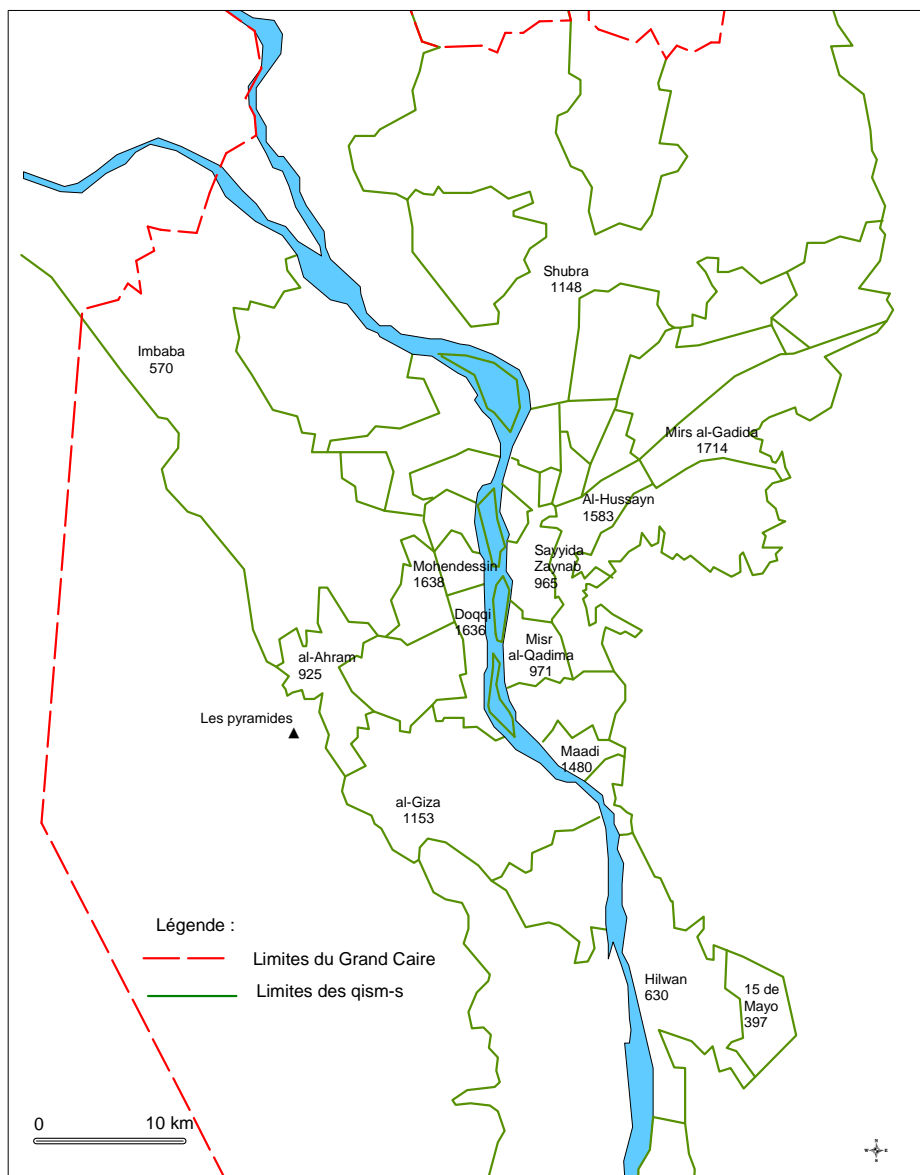 Shubra
1148
Imbaba
570
Mirs al-Gadida
1714
Al-Hussayn
1583
Sayyida
Zaynab
965
Mohendessin
1638
Doqqi
1636
Misr
al-Qadima
971
al-Ahram
925
Les pyramides
Maadi
1480
al-Giza
1153
Légende :
Limites du Grand Caire
Limites des qism-s
Hilwan
630
15 de
Mayo
397
0 10 km
N
W E
S